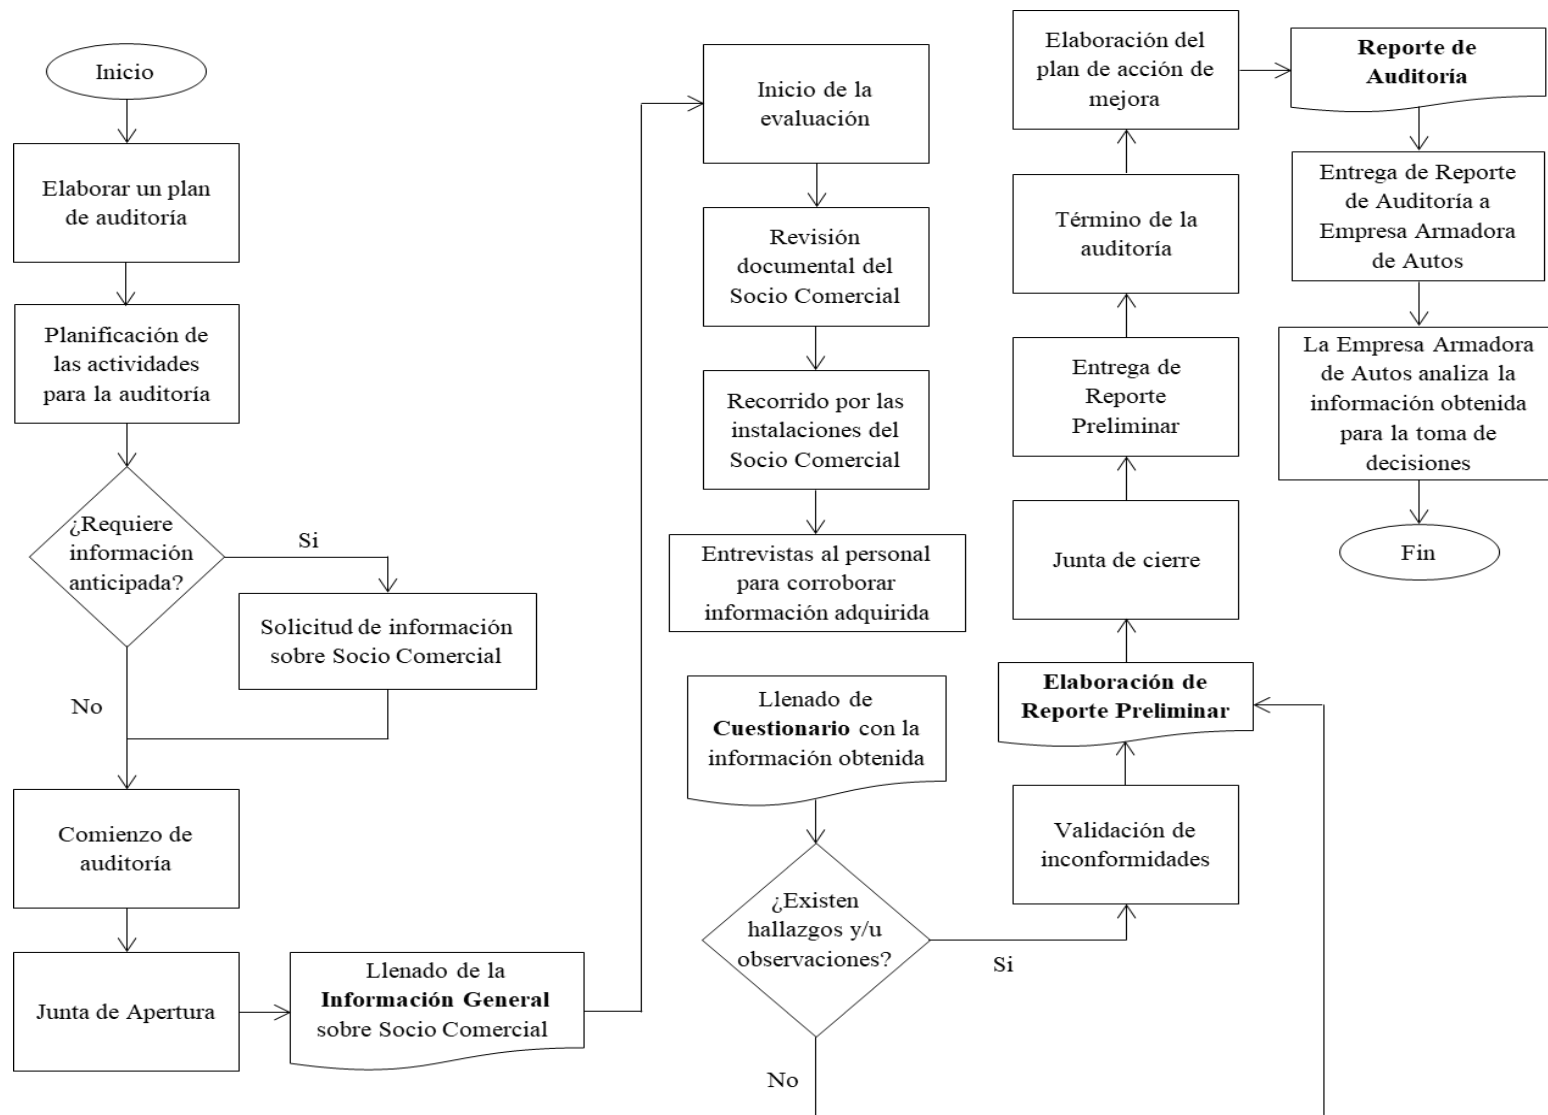 Inicio
Elaborar un plan
de auditoría
Planificación de
las actividades
para la auditoría
¿Requiere
información
anticipada?
Si
Solicitud de información
sobre Socio Comercial
No
Comienzo de
auditoría
Junta de Apertura
Llenado de la
Información General
sobre Socio Comercial
Inicio de la
evaluación
Revisión
documental del
Socio Comercial
Recorrido por las
instalaciones del
Socio Comercial
Entrevistas al personal
para corroborar
información adquirida
Llenado de
Cuestionario con la
información obtenida
¿Existen
hallazgos y/u
observaciones?
Si
No
Validación de
inconformidades
Elaboración de
Reporte Preliminar
Junta de cierre
Entrega de
Reporte
Preliminar
Término de la
auditoría
Elaboración del
plan de acción de
mejora
Reporte de
Auditoría
Entrega de Reporte
de Auditoría a
Empresa Armadora
de Autos
La Empresa Armadora
de Autos analiza la
información obtenida
para la toma de
decisiones
Fin